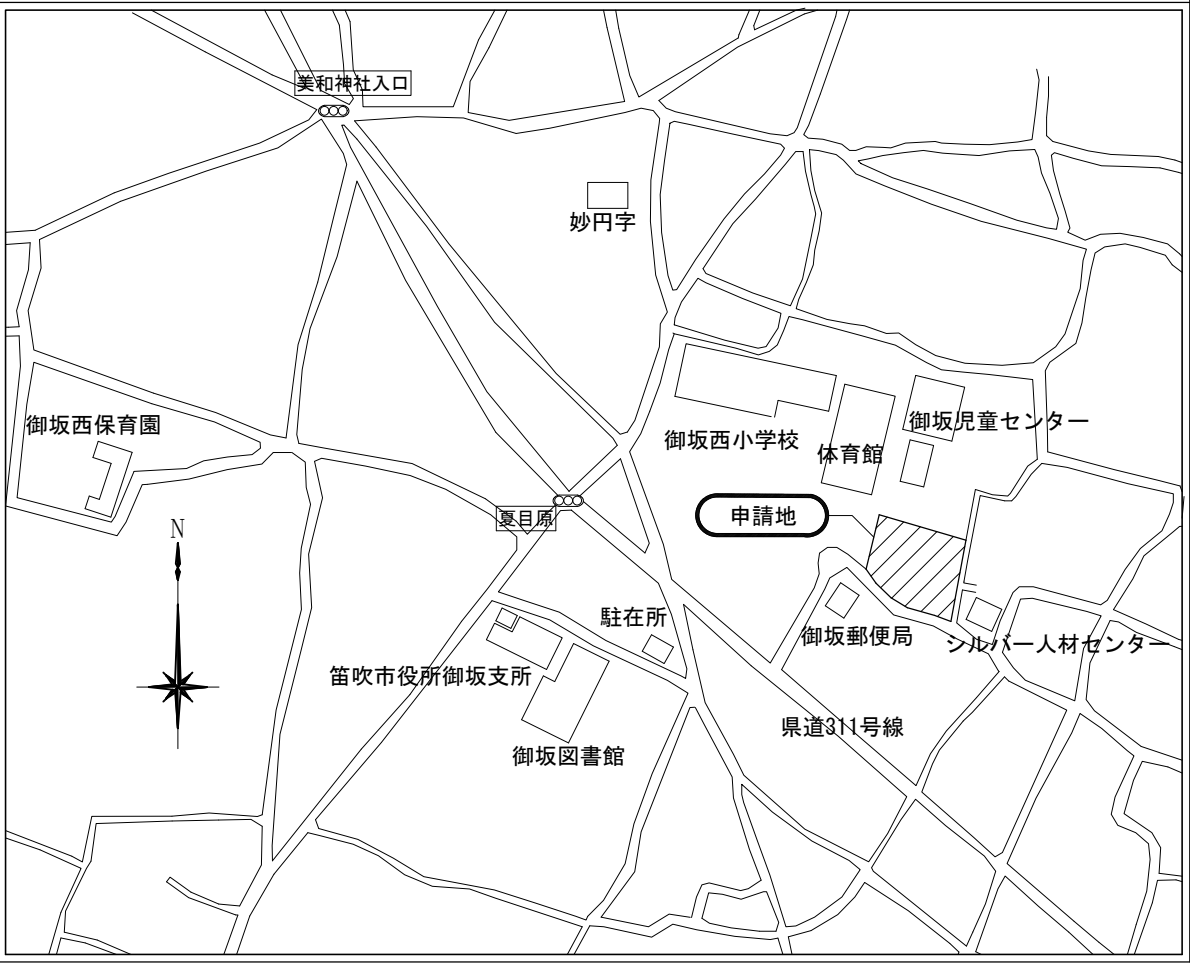 美和神社入口
妙円字
御坂西保育園
御坂児童センター
御坂西小学校
体育館
夏目原
申請地
N
駐在所
御坂郵便局
シルバー人材センター
笛吹市役所御坂支所
県道311号線
御坂図書館